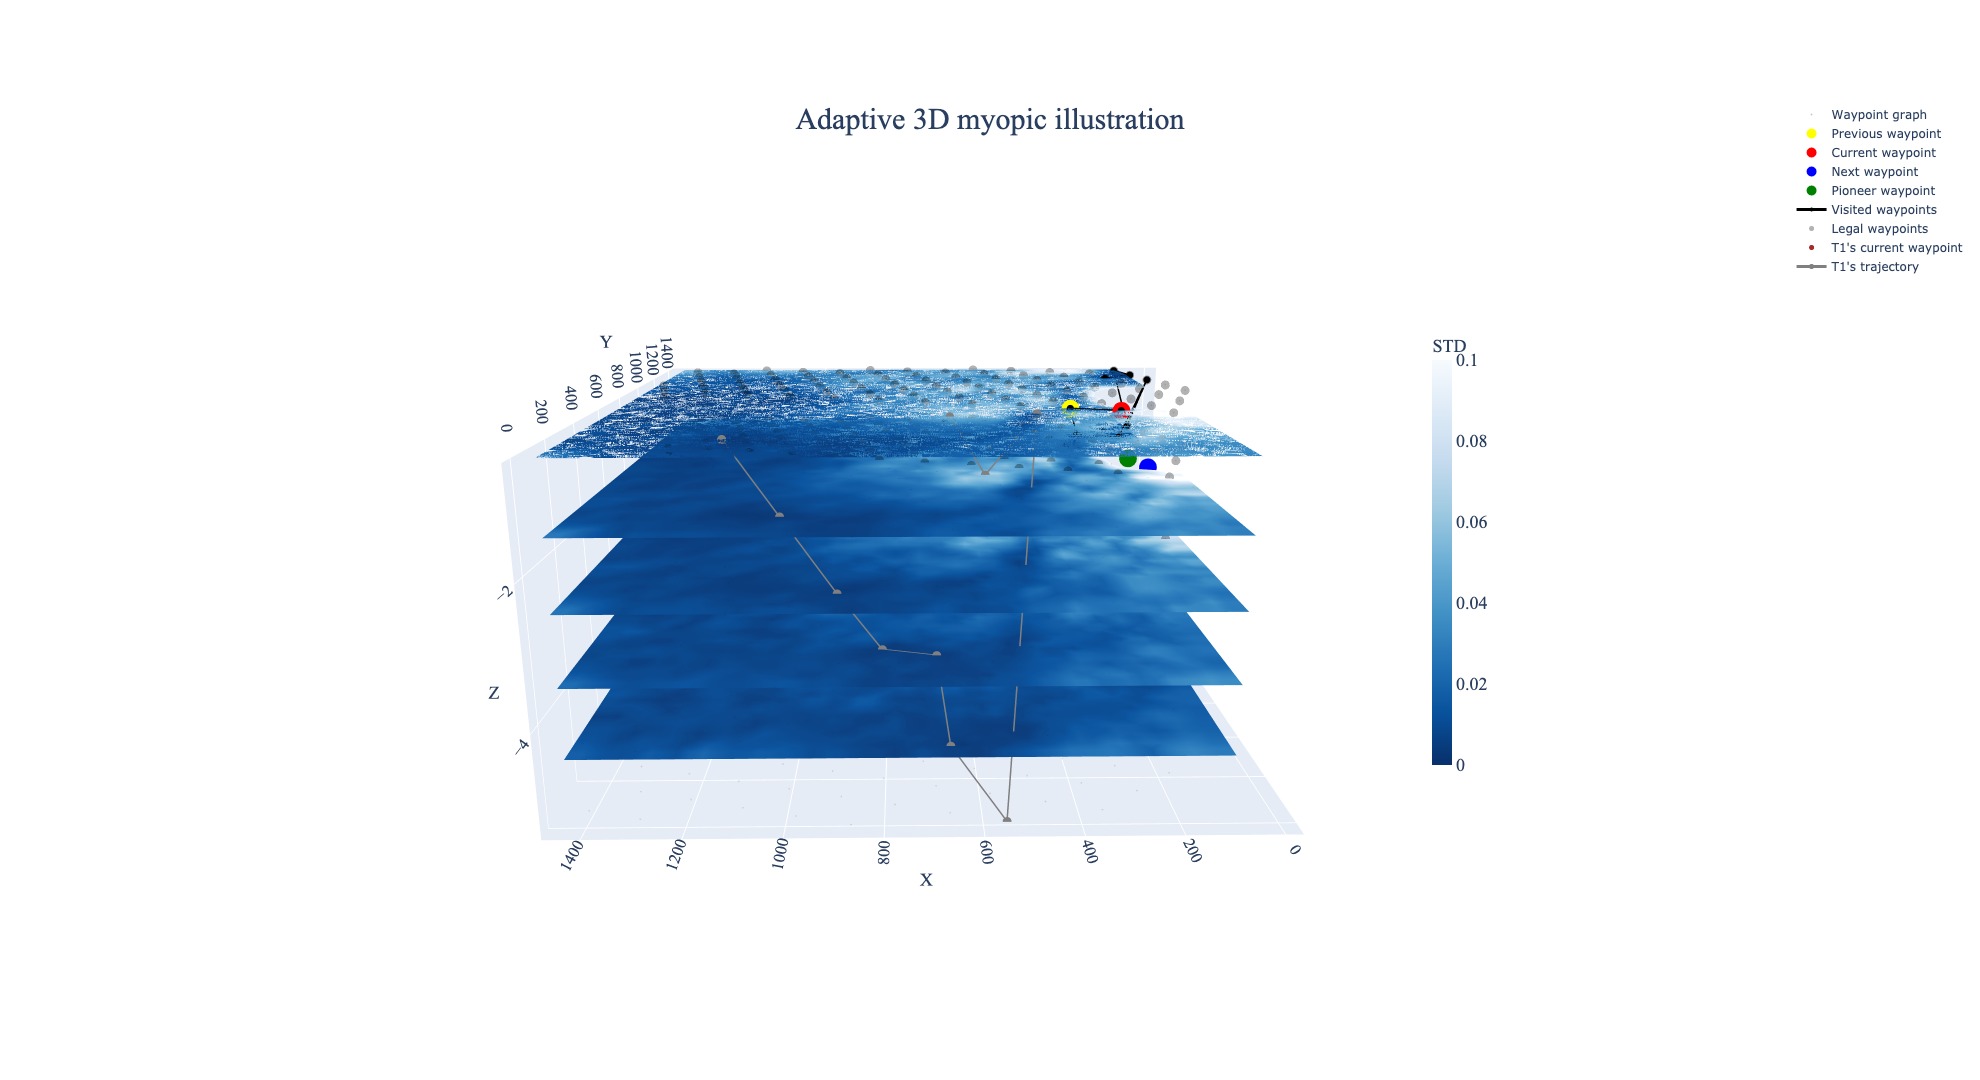 Adaptive 3D myopic illustration
Waypoint graph
Previous waypoint
Current waypoint
Next waypoint
Pioneer waypoint
Visited waypoints
Legal waypoints
T1's current waypoint
T1's trajectory
Y
1400
1200
1000
800
600
400
200
0
STD
0.1
0.08
0.06
0.04
0.02
0
−2
Z
−4
1400
1200
1000
800
600
400
200
0
X